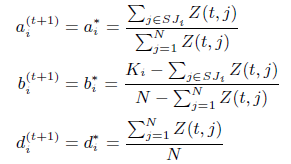 a_i^{(t+1)} = a_i^* = \frac{\sum_{j \in SJ_i} Z(t,j)}{\sum_{j=1}^{N} Z(t,j)}
b_i^{(t+1)} = b_i^* = \frac{K_i - \sum_{j \in SJ_i} Z(t,j)}{N - \sum_{j=1}^{N} Z(t,j)}
d_i^{(t+1)} = d_i^* = \frac{\sum_{j=1}^{N} Z(t,j)}{N}